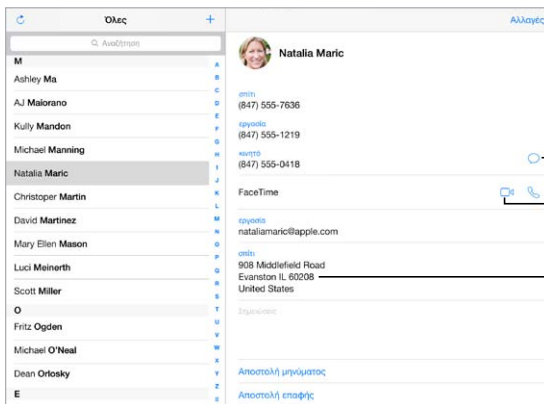 Όλες
+
Αναζήτηση
M
Ashley Ma
AJ Maiorano
Kully Mandon
Michael Manning
Natalia Maric
Christoper Martin
David Martinez
Mary Ellen Mason
Luci Meinerth
Scott Miller
O
Fritz Ogden
Michael O'Neal
Dean Orlosky
E
A
B
C
D
E
F
G
H
I
J
K
L
M
N
O
P
Q
R
S
T
U
V
W
X
Y
Z
#
Αλλαγές
Natalia Maric
σπίτι
(847) 555-7636
εργασία
(847) 555-1219
κινητό
(847) 555-0418
FaceTime
εργασία
nataliamaric@apple.com
σπίτι
908 Middlefield Road
Evanston IL 60208
United States
Σημειώσεις
Αποστολή μηνύματος
Αποστολή επαφής